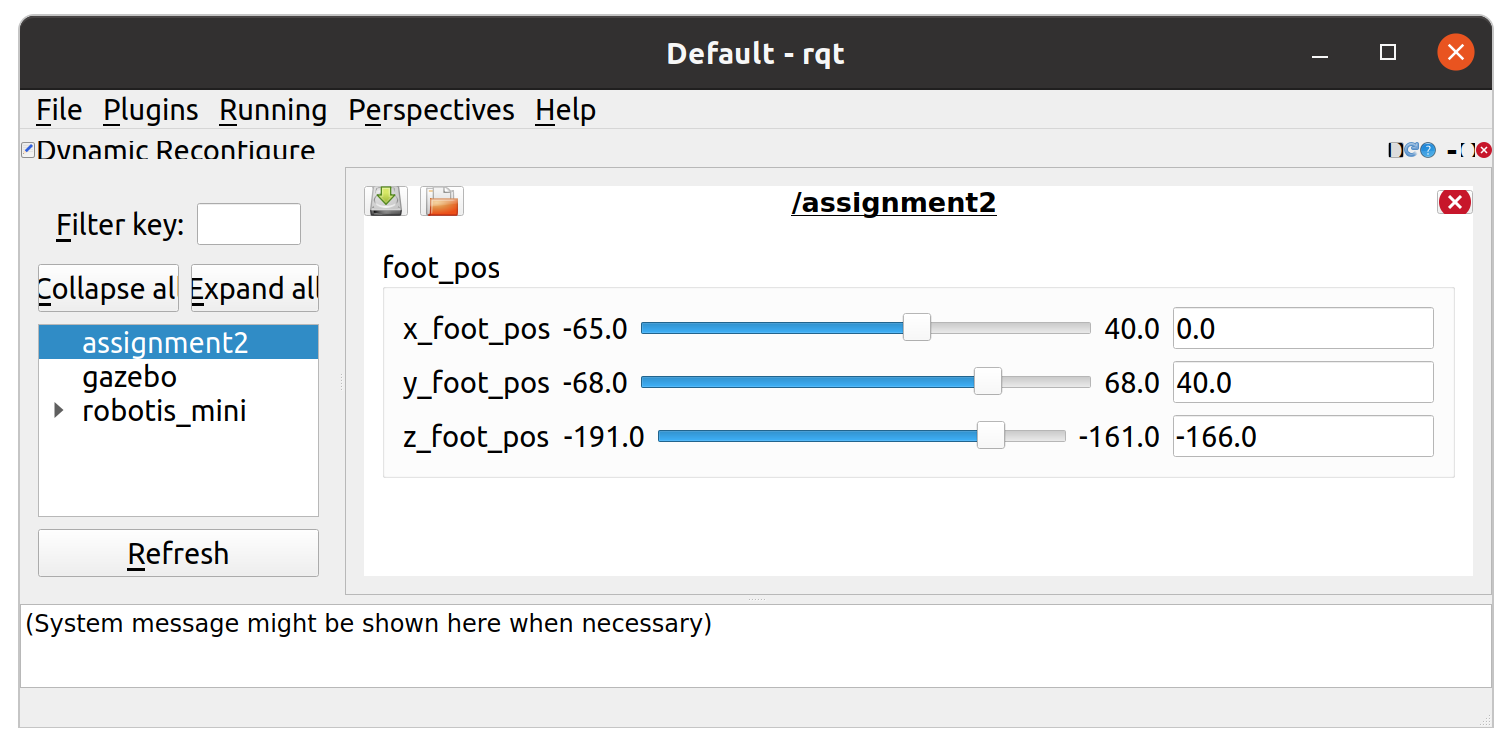 Default - rqt
File Plugins Running Perspectives Help
Dynamic Reconfigure
Filter key:
Collapse al Expand all
assignment2
gazebo
robotis_mini
Refresh
/assignment2
foot_pos
x_foot_pos -65.0 40.0 0.0
y_foot_pos -68.0 68.0 40.0
z_foot_pos -191.0 -161.0 -166.0
(System message might be shown here when necessary)